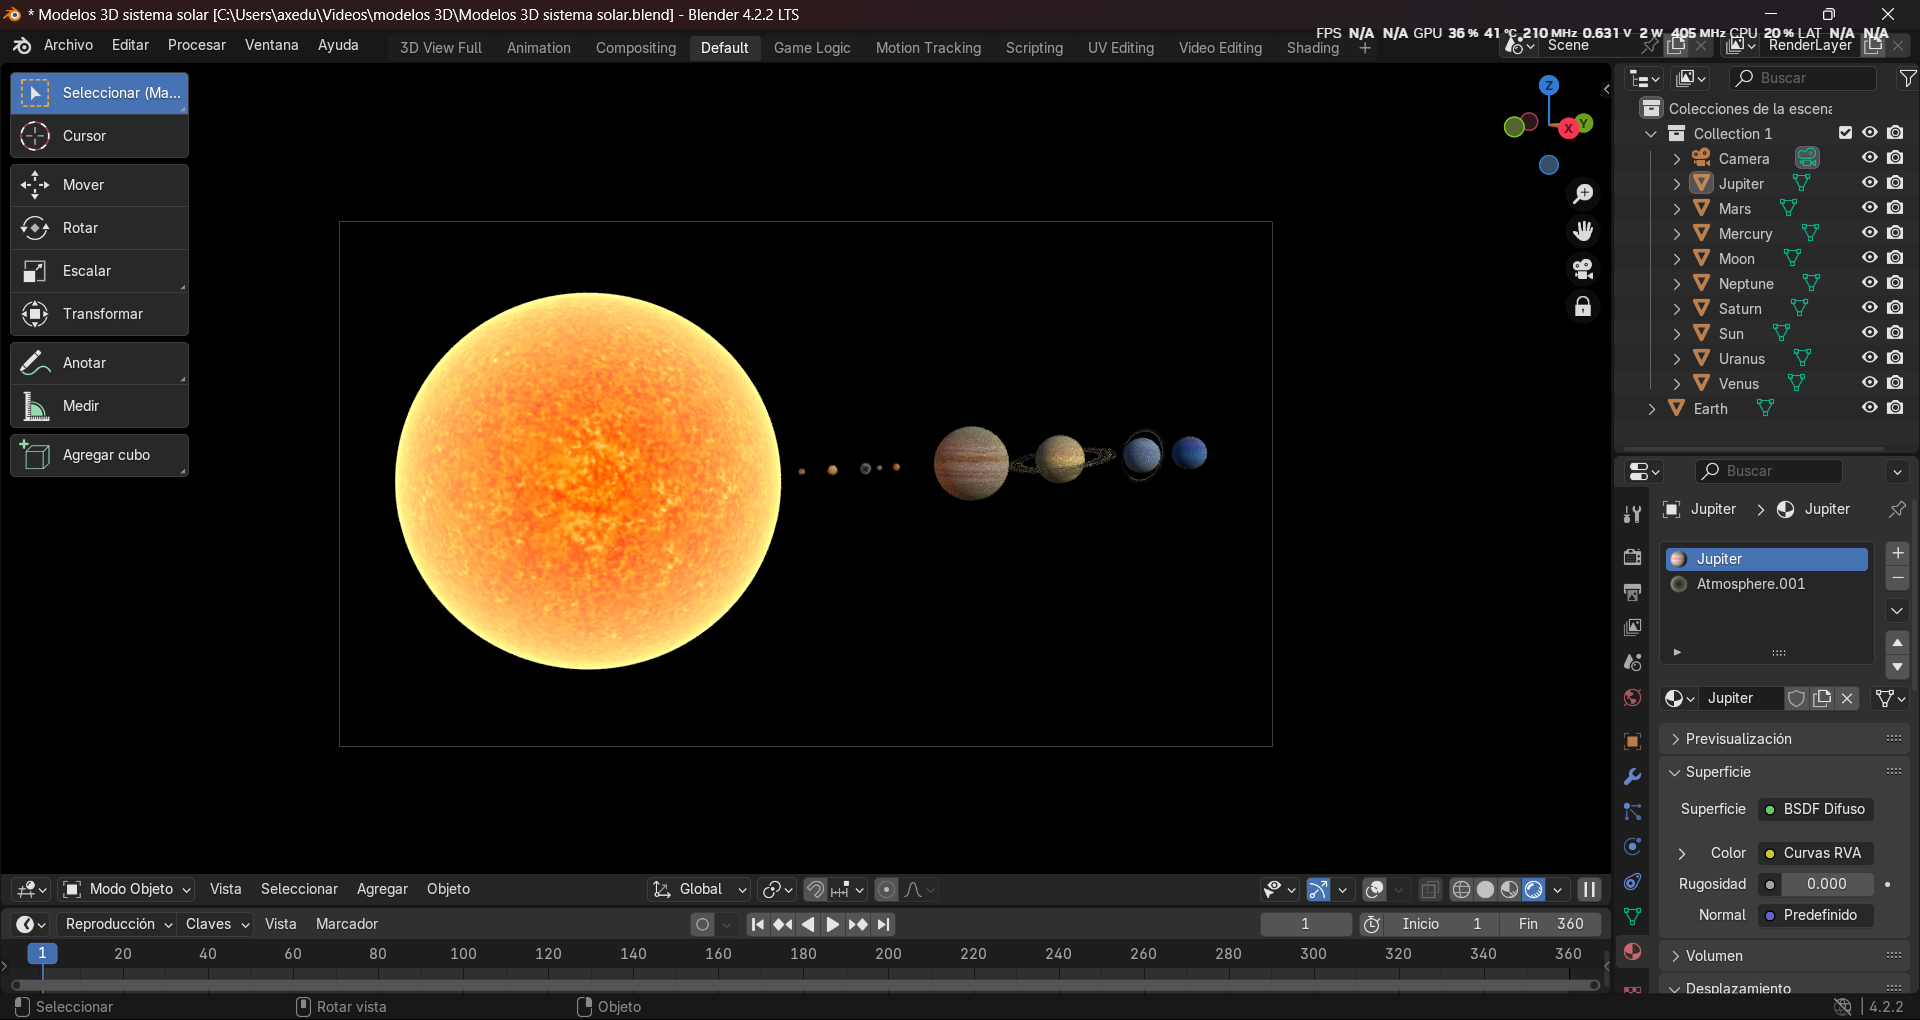 * Modelos 3D sistema solar [C:\Users\axedu\Videos\modelos 3D\Modelos 3D sistema solar.blend] - Blender 4.2.2 LTS
FPS N/A N/A GPU 36 % 41 °C 210 MHz 0.631 V 2 W 405 MHz CPU 20 % LAT N/A N/A
Archivo Editar Procesar Ventana Ayuda 3D View Full Animation Compositing Default Game Logic Motion Tracking Scripting UV Editing Video Editing Shading + Scene RenderLayer
Seleccionar (Ma...
Cursor
Mover
Rotar
Escalar
Transformar
Anotar
Medir
Agregar cubo
Z
X
Y
Buscar
Colecciones de la escena
Collection 1
Camera
Jupiter
Mars
Mercury
Moon
Neptune
Saturn
Sun
Uranus
Venus
Earth
Buscar
Jupiter > Jupiter
Jupiter
Atmosphere.001
Jupiter
Previsualización
Superficie
Superficie BSDF Difuso
Color Curvas RVA
Rugosidad 0.000
Normal Predefinido
Volumen
Desplazamiento
Modo Objeto Vista Seleccionar Agregar Objeto Global
Reproducción Claves Vista Marcador 1 Inicio 1 Fin 360
1 20 40 60 80 100 120 140 160 180 200 220 240 260 280 300 320 340 360
Seleccionar Rotar vista Objeto 4.2.2